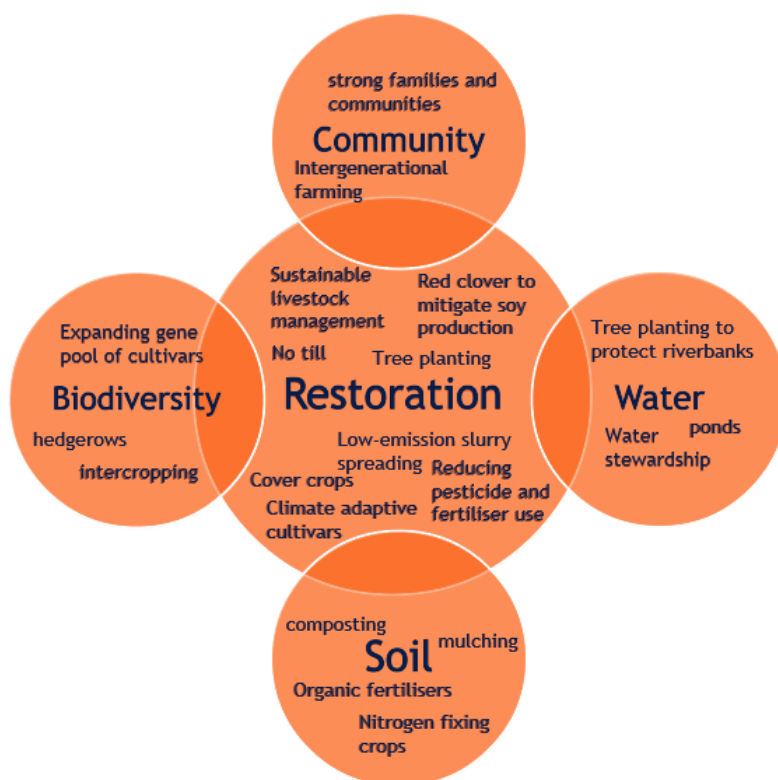 strong families and
communities
Community
Intergenerational
farming
Sustainable
livestock
management
Red clover to
mitigate soy
production
No till
Tree planting
Expanding gene
pool of cultivars
Biodiversity
hedgerows
intercropping
Restoration
Tree planting to
protect riverbanks
Water
ponds
Water
stewardship
Low-emission slurry
spreading
Cover crops
Reducing
pesticide and
fertiliser use
Climate adaptive
cultivars
composting
mulching
Soil
Organic fertilisers
Nitrogen fixing
crops